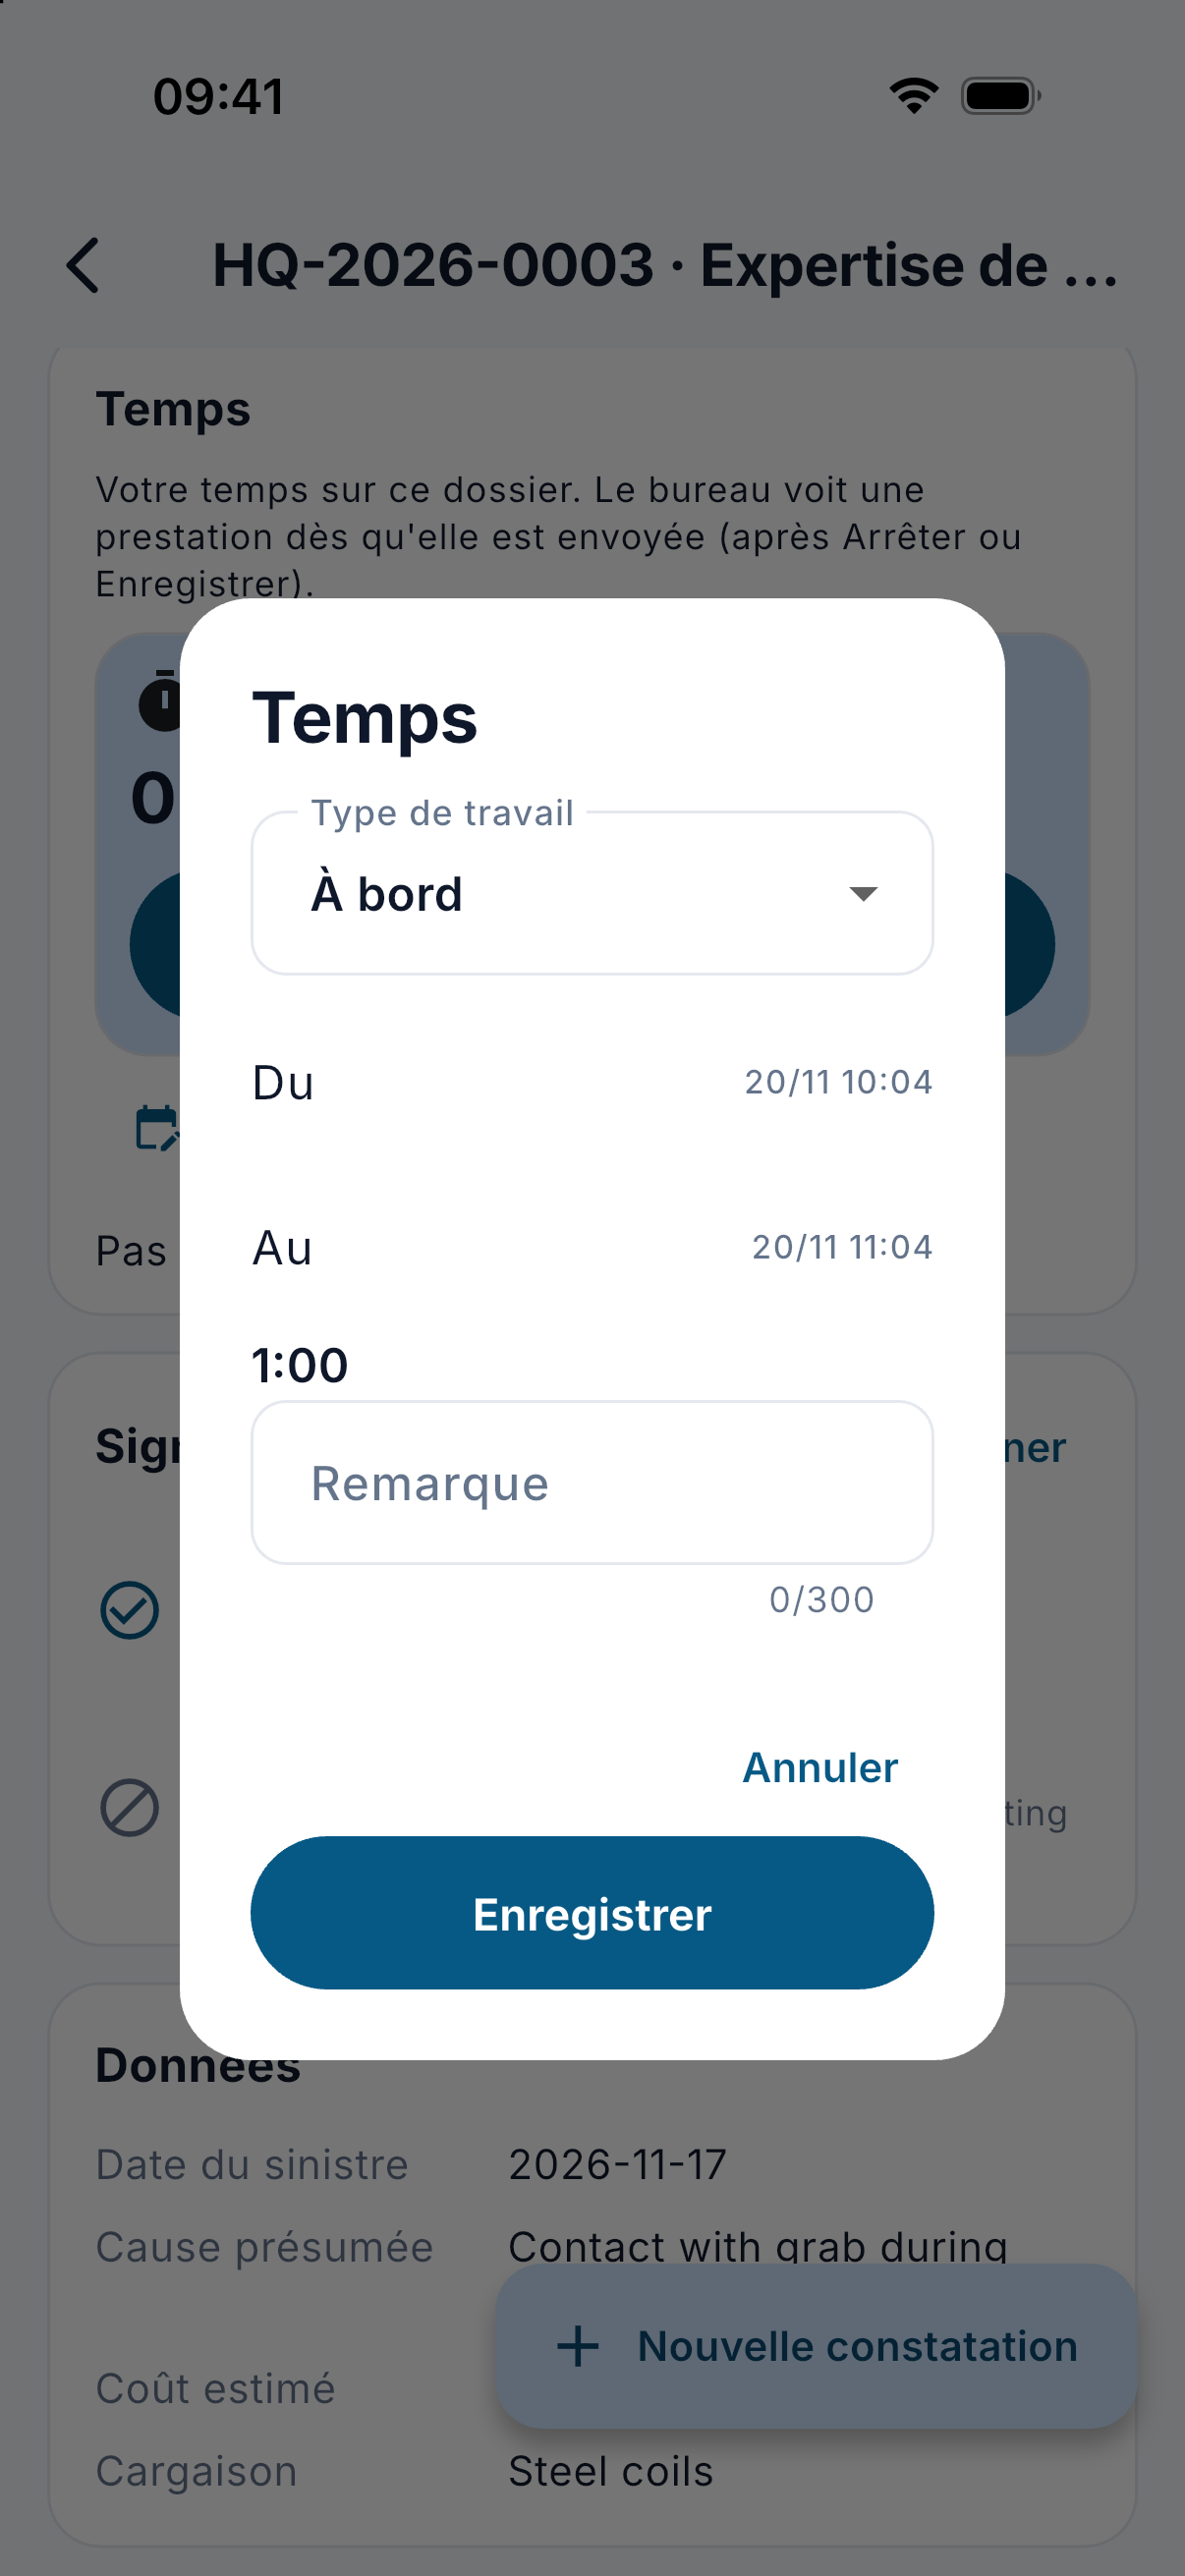 09:41
HQ-2026-0003 · Expertise de ...
Temps
Votre temps sur ce dossier. Le bureau voit une
prestation dès qu'elle est envoyée (après Arrêter ou
Enregistrer).
0
Temps
Type de travail
À bord
Du 20/11 10:04
Au 20/11 11:04
Pas
1:00
Remarque
0/300
Annuler
Enregistrer
Données
Date du sinistre 2026-11-17
Cause présumée Contact with grab during
Nouvelle constatation
Coût estimé
Cargaison Steel coils